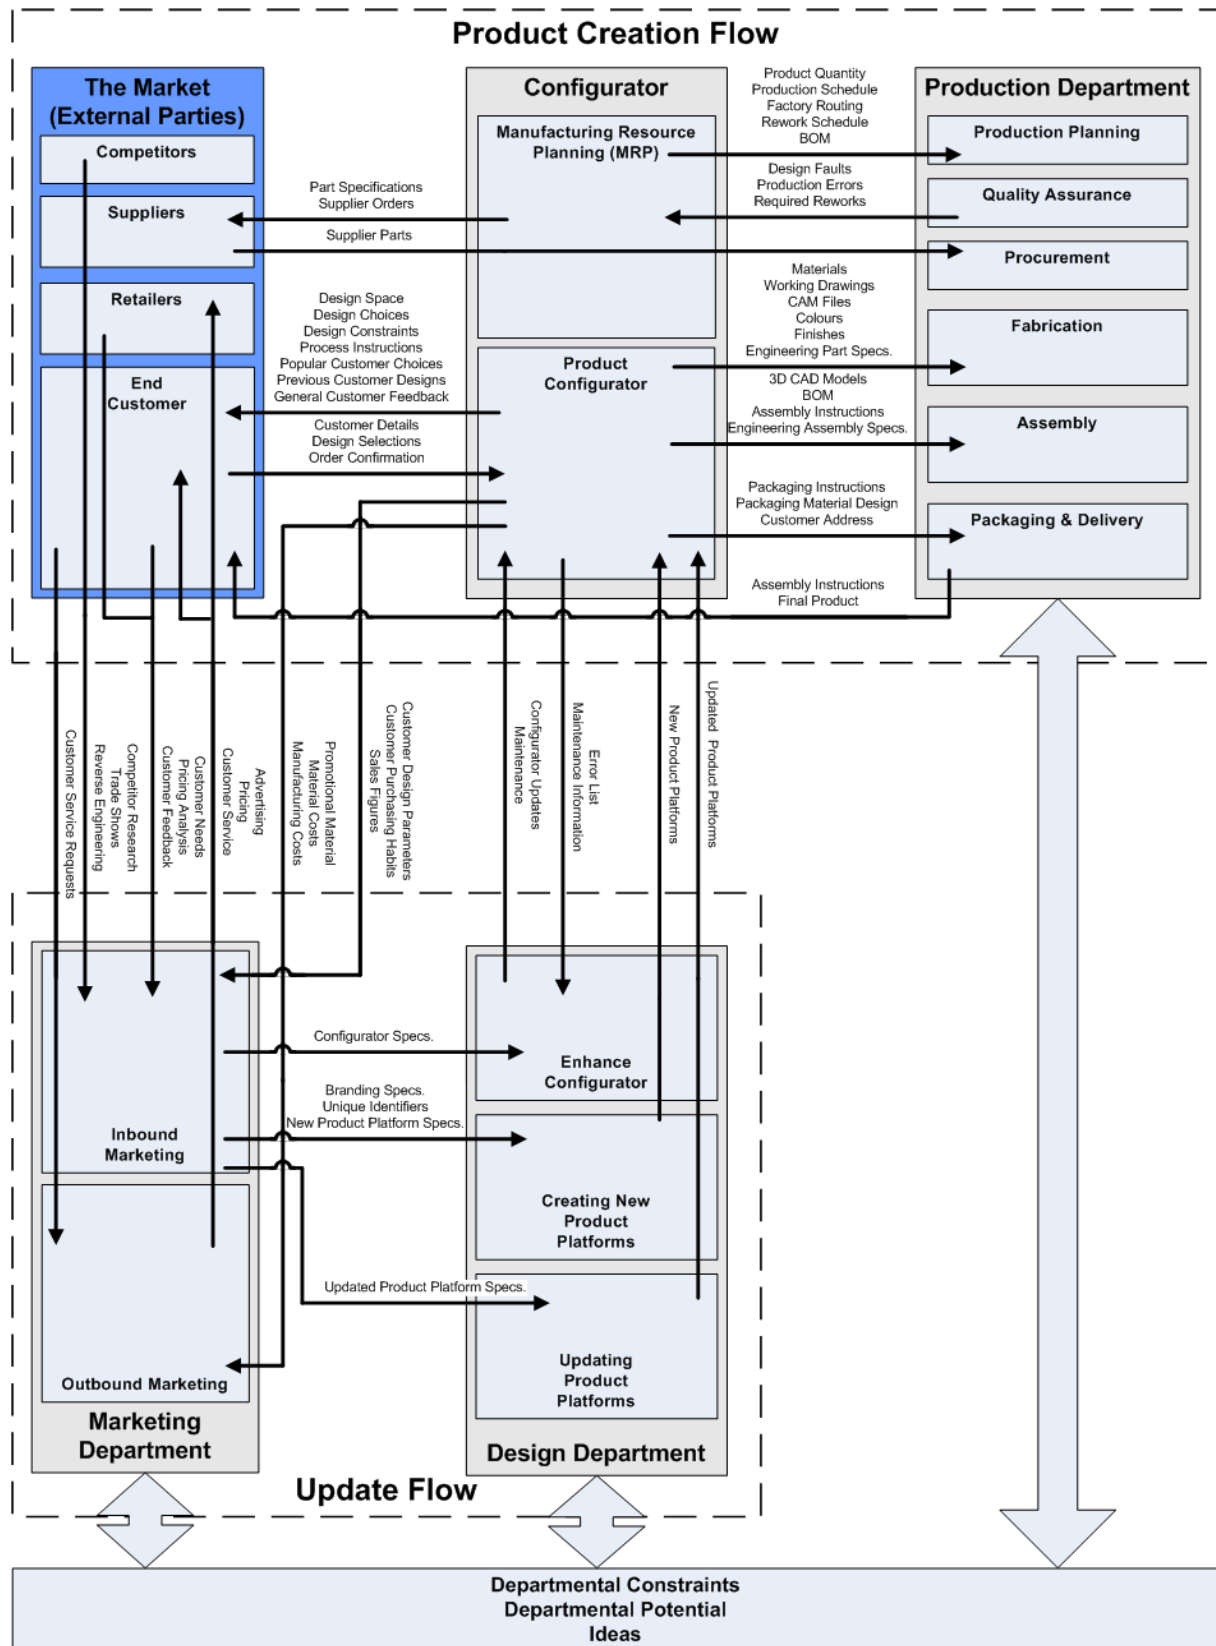 Product Creation Flow
The Market
(External Parties)
Competitors
Suppliers
Retailers
End
Customer
Part Specifications
Supplier Orders
Supplier Parts
Design Space
Design Choices
Design Constraints
Process Instructions
Popular Customer Choices
Previous Customer Designs
General Customer Feedback
Customer Details
Design Selections
Order Confirmation
Configurator
Manufacturing Resource
Planning (MRP)
Product
Configurator
Product Quantity
Production Schedule
Factory Routing
Rework Schedule
BOM
Design Faults
Production Errors
Required Reworks
Materials
Working Drawings
CAM Files
Colours
Finishes
Engineering Part Specs.
3D CAD Models
BOM
Assembly Instructions
Engineering Assembly Specs.
Packaging Instructions
Packaging Material Design
Customer Address
Assembly Instructions
Final Product
Production Department
Production Planning
Quality Assurance
Procurement
Fabrication
Assembly
Packaging & Delivery
Customer Service Requests
Reverse Engineering
Trade Shows
Competitor Research
Customer Feedback
Pricing Analysis
Customer Needs
Customer Service
Pricing
Advertising
Manufacturing Costs
Material Costs
Promotional Material
Sales Figures
Customer Purchasing Habits
Customer Design Parameters
Maintenance
Configurator Updates
Maintenance Information
Error List
New Product Platforms
Updated Product Platforms
Inbound
Marketing
Outbound Marketing
Marketing
Department
Configurator Specs.
Branding Specs.
Unique Identifiers
New Product Platform Specs.
Updated Product Platform Specs.
Enhance
Configurator
Creating New
Product
Platforms
Updating
Product
Platforms
Design Department
Update Flow
Departmental Constraints
Departmental Potential
Ideas